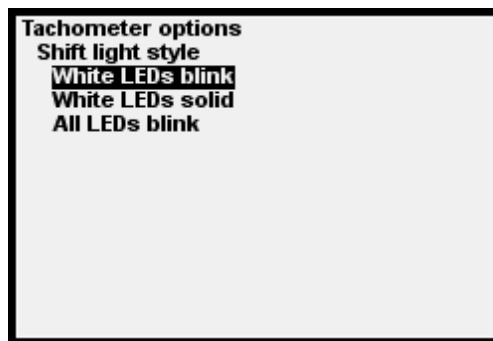 Tachometer options
Shift light style
White LEDs blink
White LEDs solid
All LEDs blink